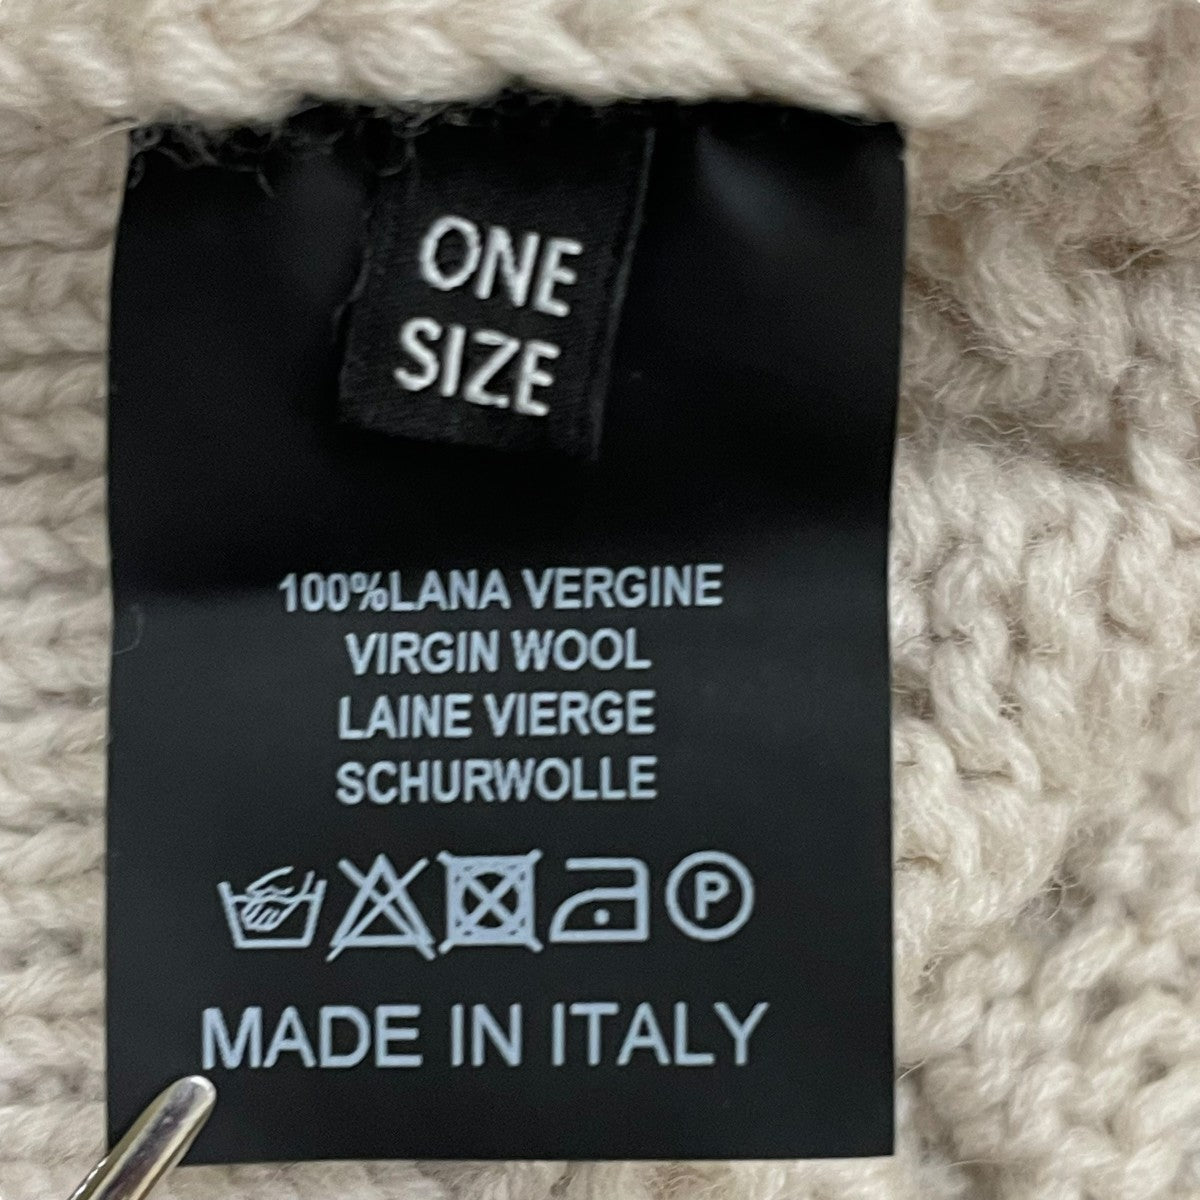 ONE
SIZE
100%LANA VERGINE
VIRGIN WOOL
LAINE VIERGE
SCHURWOLLE
P
MADE IN ITALY